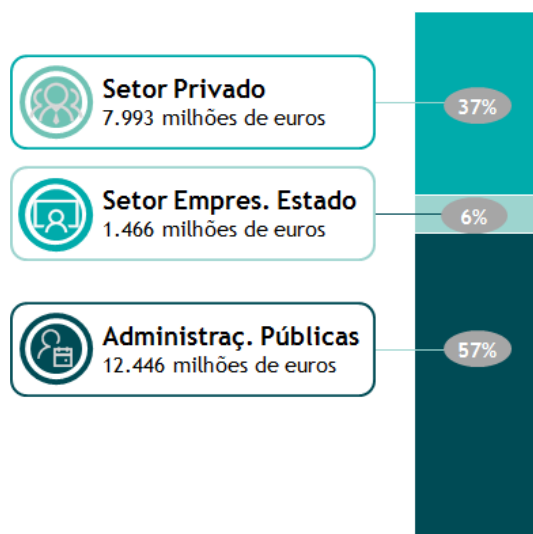 Setor Privado
7.993 milhões de euros
37%
Setor Empres. Estado
1.466 milhões de euros
6%
Administraç. Públicas
12.446 milhões de euros
57%